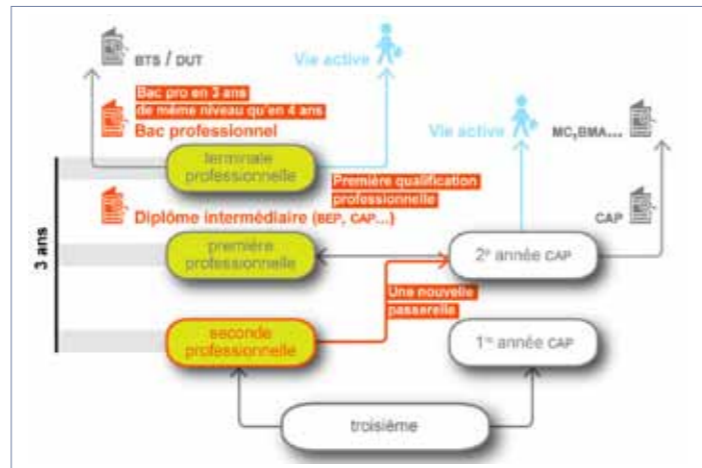 BTS / DUT
Vie active
Bac pro en 3 ans
de même niveau qu'en 4 ans
Bac professionnel
Vie active
MC, BMA...
terminale
professionnelle
Première qualification
professionnelle
Diplôme intermédiaire (BEP, CAP...)
CAP
3 ans
première
professionnelle
2e année CAP
Une nouvelle
passerelle
seconde
professionnelle
1re année CAP
troisième